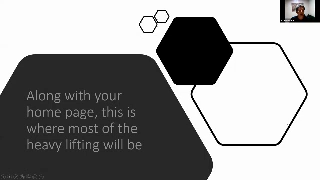 Along with your
home page, this is
where most of the
heavy lifting will be